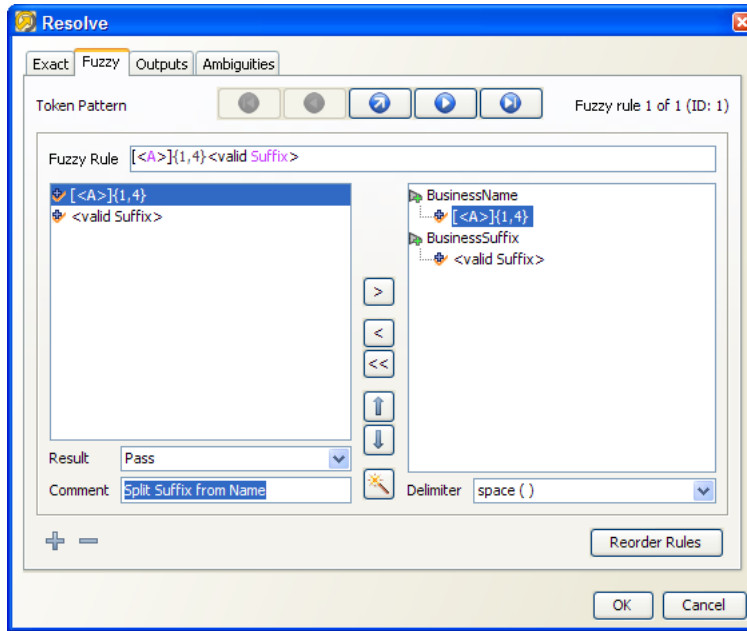 Resolve
Exact Fuzzy Outputs Ambiguities
Token Pattern Fuzzy rule 1 of 1 (ID: 1)
Fuzzy Rule [<A>]{1,4}<valid Suffix>
[<A>]{1,4}
<valid Suffix>
BusinessName
[<A>]{1,4}
BusinessSuffix
<valid Suffix>
>
<
<<
Result Pass
Comment Split Suffix from Name
Delimiter space ( )
Reorder Rules
OK Cancel